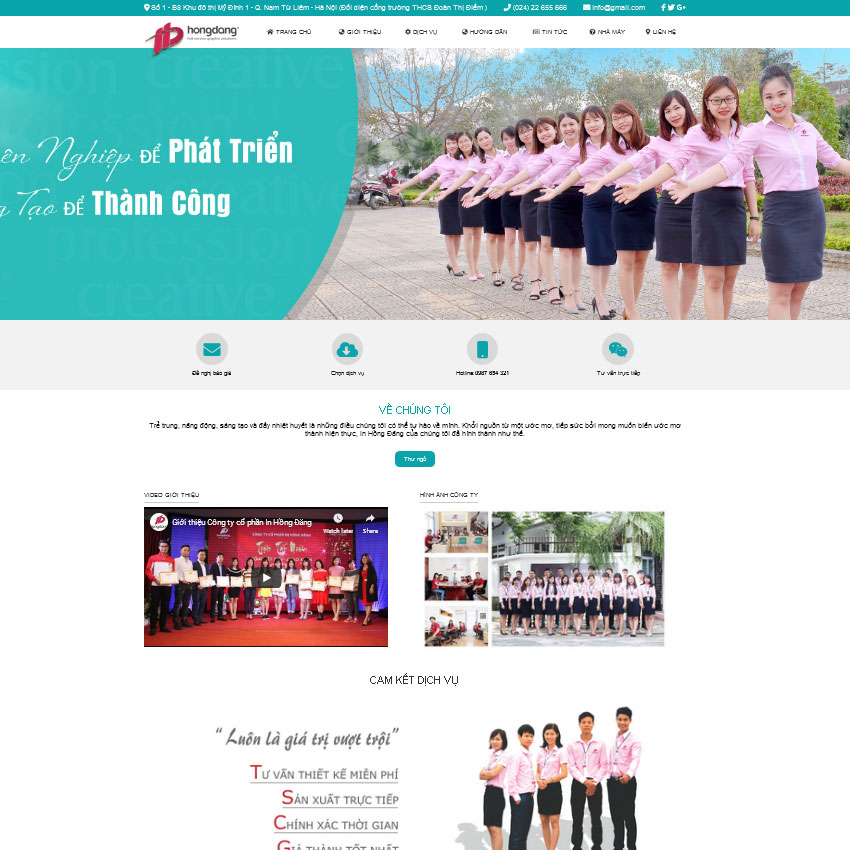 Số 1 - B8 Khu đô thị Mỹ Đình 1 - Q. Nam Từ Liêm - Hà Nội (Đối diện cổng trường THCS Đoàn Thị Điểm )
(024) 22 655 666
info@gmail.com
hongdang
TRANG CHỦ
GIỚI THIỆU
DỊCH VỤ
HƯỚNG DẪN
TIN TỨC
NHÀ MÁY
LIÊN HỆ
creative
profession
creative
Nghiệp ĐỂ Phát Triển
Tạo ĐỂ Thành Công
Đề nghị báo giá
Chọn dịch vụ
Hotline:0987 654 321
Tư vấn trực tiếp
VỀ CHÚNG TÔI
Trẻ trung, năng động, sáng tạo và đầy nhiệt huyết là những điều chúng tôi có thể tự hào về mình. Khởi nguồn từ một ước mơ, tiếp sức bởi mong muốn biến ước mơ
thành hiện thực, In Hồng Đăng của chúng tôi đã hình thành như thế.
Thư ngỏ
VIDEO GIỚI THIỆU
HÌNH ẢNH CÔNG TY
Giới thiệu Công ty cổ phần In Hồng Đăng
Watch later
Share
CAM KẾT DỊCH VỤ
“ Luôn là giá trị vượt trội”
TƯ VẤN THIẾT KẾ MIỄN PHÍ
SẢN XUẤT TRỰC TIẾP
CHÍNH XÁC THỜI GIAN
GIÁ THÀNH TỐT NHẤT